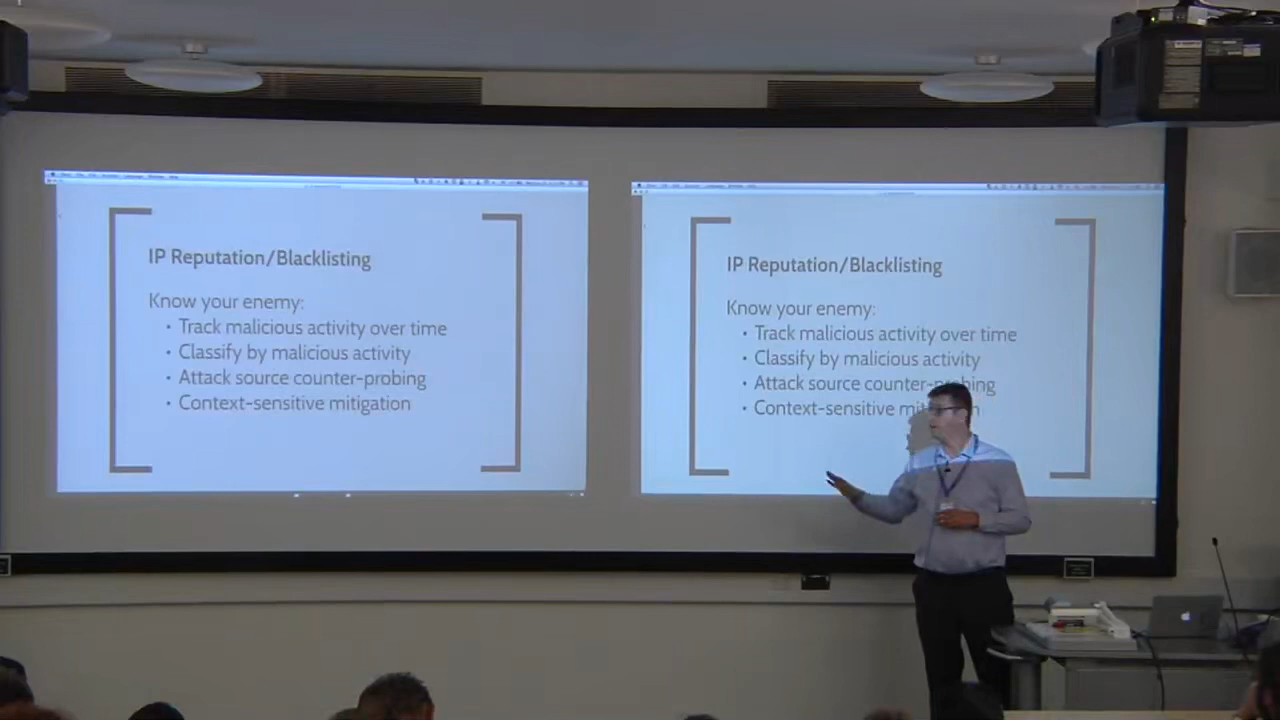 IP Reputation/Blacklisting
Know your enemy:
• Track malicious activity over time
• Classify by malicious activity
• Attack source counter-probing
• Context-sensitive mitigation
IP Reputation/Blacklisting
Know your enemy:
• Track malicious activity over time
• Classify by malicious activity
• Attack source counter-probing
• Context-sensitive